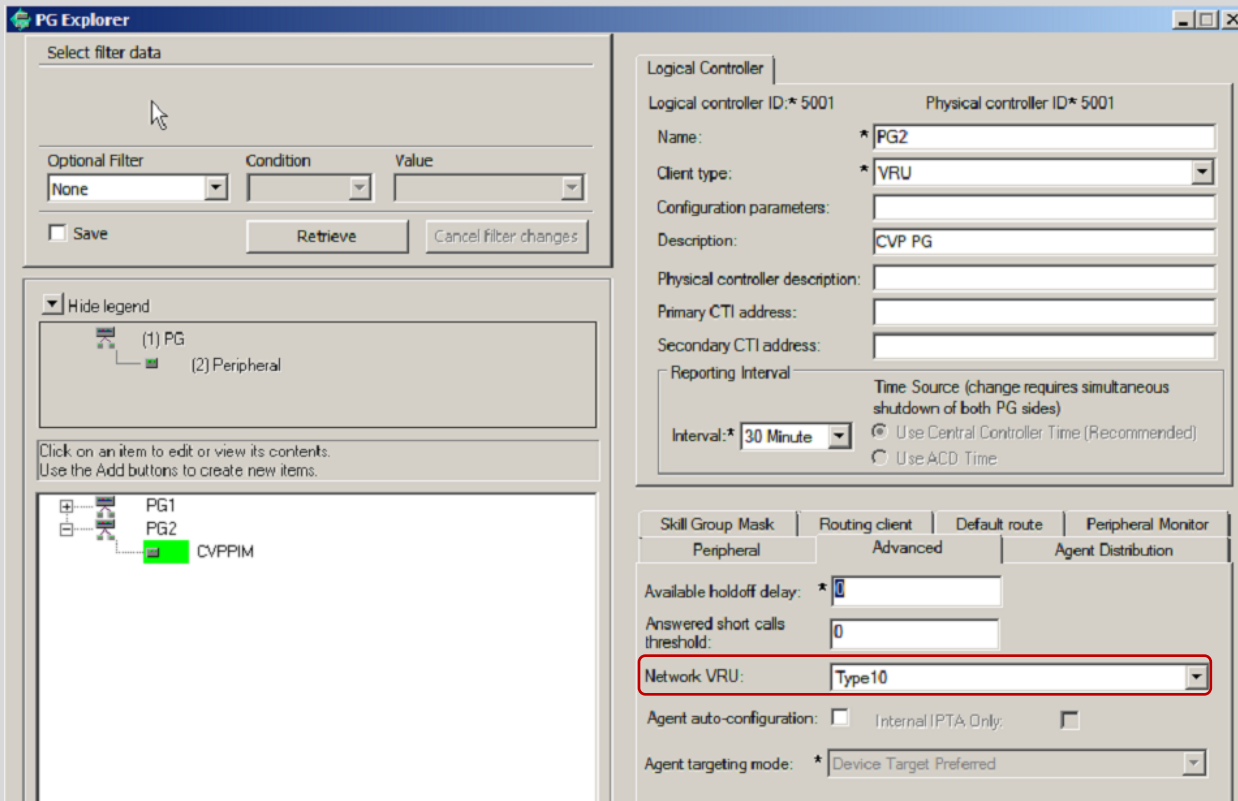 PG Explorer
Select filter data
Optional Filter Condition Value
None
Save Retrieve Cancel filter changes
Hide legend
(1) PG
(2) Peripheral
Click on an item to edit or view its contents.
Use the Add buttons to create new items.
PG1
PG2
CVPPIM
Logical Controller
Logical controller ID:* 5001 Physical controller ID* 5001
Name: * PG2
Client type: * VRU
Configuration parameters:
Description: CVP PG
Physical controller description:
Primary CTI address:
Secondary CTI address:
Reporting Interval
Time Source (change requires simultaneous
shutdown of both PG sides)
Interval:* 30 Minute
Use Central Controller Time (Recommended)
Use ACD Time
Skill Group Mask Routing client Default route Peripheral Monitor
Peripheral Advanced Agent Distribution
Available holdoff delay: * 0
Answered short calls
threshold: 0
Network VRU: Type10
Agent auto-configuration: Internal IPTA Only:
Agent targeting mode: * Device Target Preferred